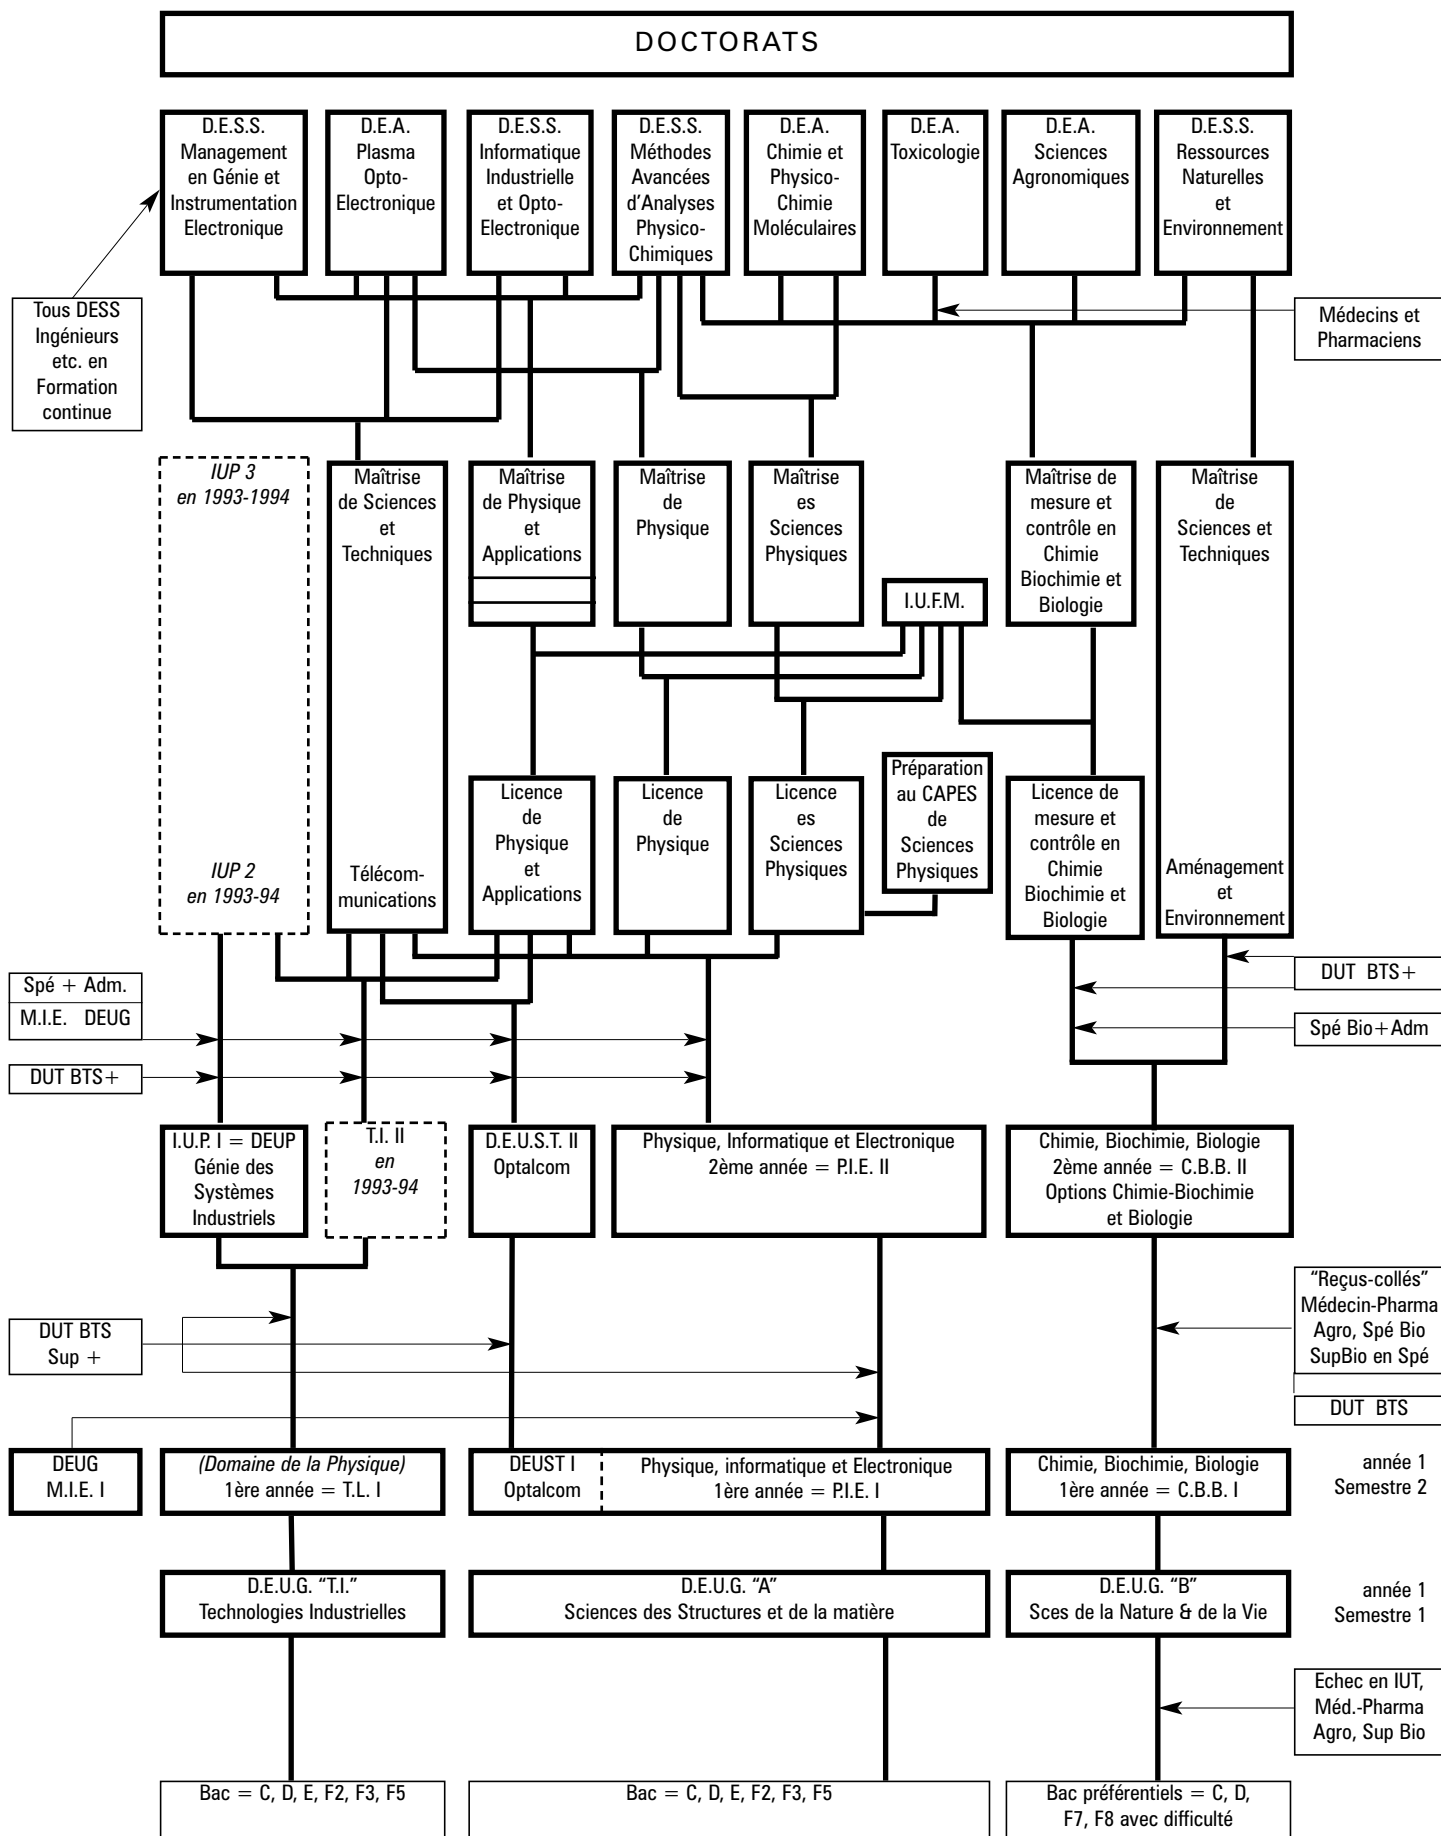 DOCTORATS
D.E.S.S.
Management
en Génie et
Instrumentation
Electronique
D.E.A.
Plasma
Opto-
Electronique
D.E.S.S.
Informatique
Industrielle
et Opto-
Electronique
D.E.S.S.
Méthodes
Avancées
d'Analyses
Physico-
Chimiques
D.E.A.
Chimie et
Physico-
Chimie
Moléculaires
D.E.A.
Toxicologie
D.E.A.
Sciences
Agronomiques
D.E.S.S.
Ressources
Naturelles
et
Environnement
Tous DESS
Ingénieurs
etc. en
Formation
continue
Médecins et
Pharmaciens
IUP 3
en 1993-1994
IUP 2
en 1993-94
Maîtrise
de Sciences
et
Techniques
Télécom-
munications
Maîtrise
de Physique
et
Applications
Maîtrise
de
Physique
Maîtrise
es
Sciences
Physiques
I.U.F.M.
Maîtrise de
mesure et
contrôle en
Chimie
Biochimie et
Biologie
Maîtrise
de
Sciences et
Techniques
Aménagement
et
Environnement
Licence
de
Physique
et
Applications
Licence
de
Physique
Licence
es
Sciences
Physiques
Préparation
au CAPES
de
Sciences
Physiques
Licence de
mesure et
contrôle en
Chimie
Biochimie et
Biologie
Spé + Adm.
M.I.E. DEUG
DUT BTS+
DUT BTS+
Spé Bio+Adm
I.U.P. I = DEUP
Génie des
Systèmes
Industriels
T.I. II
en
1993-94
D.E.U.S.T. II
Optalcom
Physique, Informatique et Electronique
2ème année = P.I.E. II
Chimie, Biochimie, Biologie
2ème année = C.B.B. II
Options Chimie-Biochimie
et Biologie
DUT BTS
Sup +
"Reçus-collés"
Médecin-Pharma
Agro, Spé Bio
SupBio en Spé
DUT BTS
DEUG
M.I.E. I
(Domaine de la Physique)
1ère année = T.L. I
DEUST I
Optalcom
Physique, informatique et Electronique
1ère année = P.I.E. I
Chimie, Biochimie, Biologie
1ère année = C.B.B. I
année 1
Semestre 2
D.E.U.G. "T.I."
Technologies Industrielles
D.E.U.G. "A"
Sciences des Structures et de la matière
D.E.U.G. "B"
Sces de la Nature & de la Vie
année 1
Semestre 1
Echec en IUT,
Méd.-Pharma
Agro, Sup Bio
Bac = C, D, E, F2, F3, F5
Bac = C, D, E, F2, F3, F5
Bac préférentiels = C, D,
F7, F8 avec difficulté